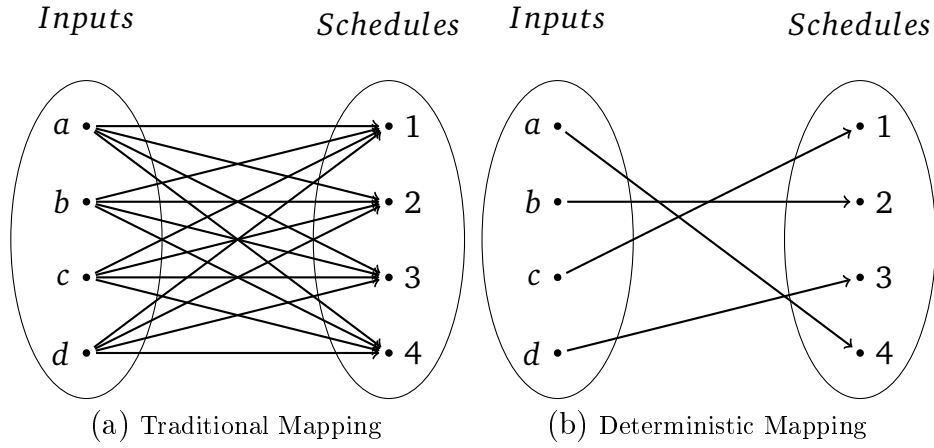 Inputs Schedules Inputs Schedules
a 1 a 1
b 2 b 2
c 3 c 3
d 4 d 4
(a) Traditional Mapping (b) Deterministic Mapping